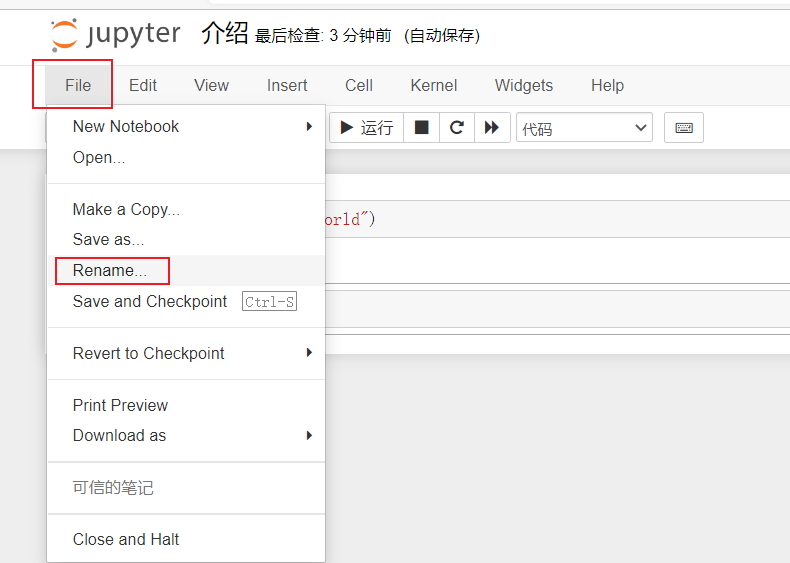 jupyter 介绍 最后检查: 3 分钟前 (自动保存)
File Edit View Insert Cell Kernel Widgets Help
运行 代码
New Notebook
Open...
Make a Copy...
Save as...
Rename...
Save and Checkpoint Ctrl-S
Revert to Checkpoint
Print Preview
Download as
可信的笔记
Close and Halt
orld")